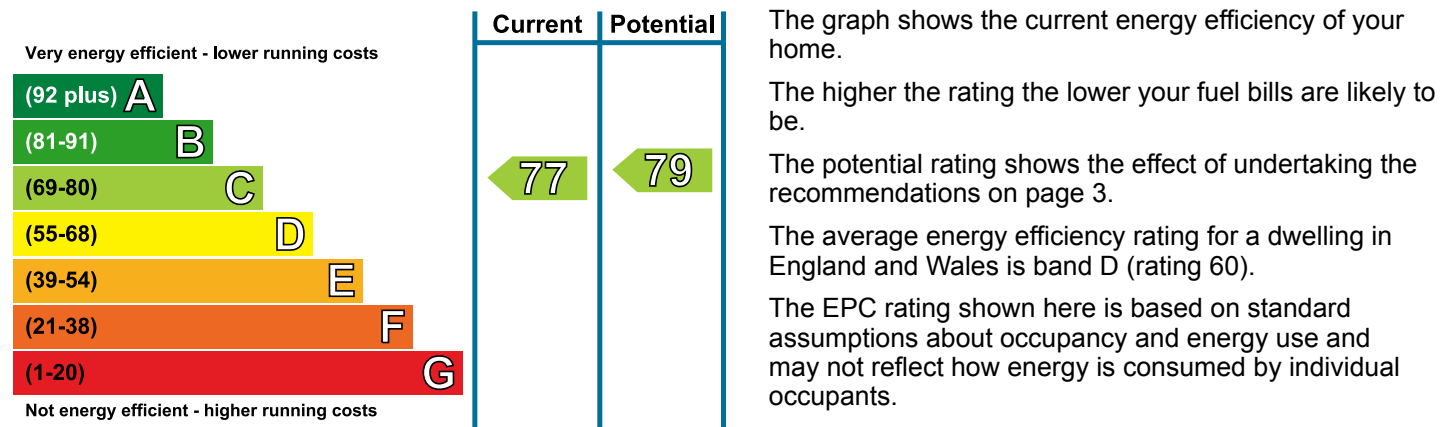 Current Potential
Very energy efficient - lower running costs
(92 plus) A
(81-91) B
(69-80) C
(55-68) D
(39-54) E
(21-38) F
(1-20) G
Not energy efficient - higher running costs
77
79
The graph shows the current energy efficiency of your
home.
The higher the rating the lower your fuel bills are likely to
be.
The potential rating shows the effect of undertaking the
recommendations on page 3.
The average energy efficiency rating for a dwelling in
England and Wales is band D (rating 60).
The EPC rating shown here is based on standard
assumptions about occupancy and energy use and
may not reflect how energy is consumed by individual
occupants.